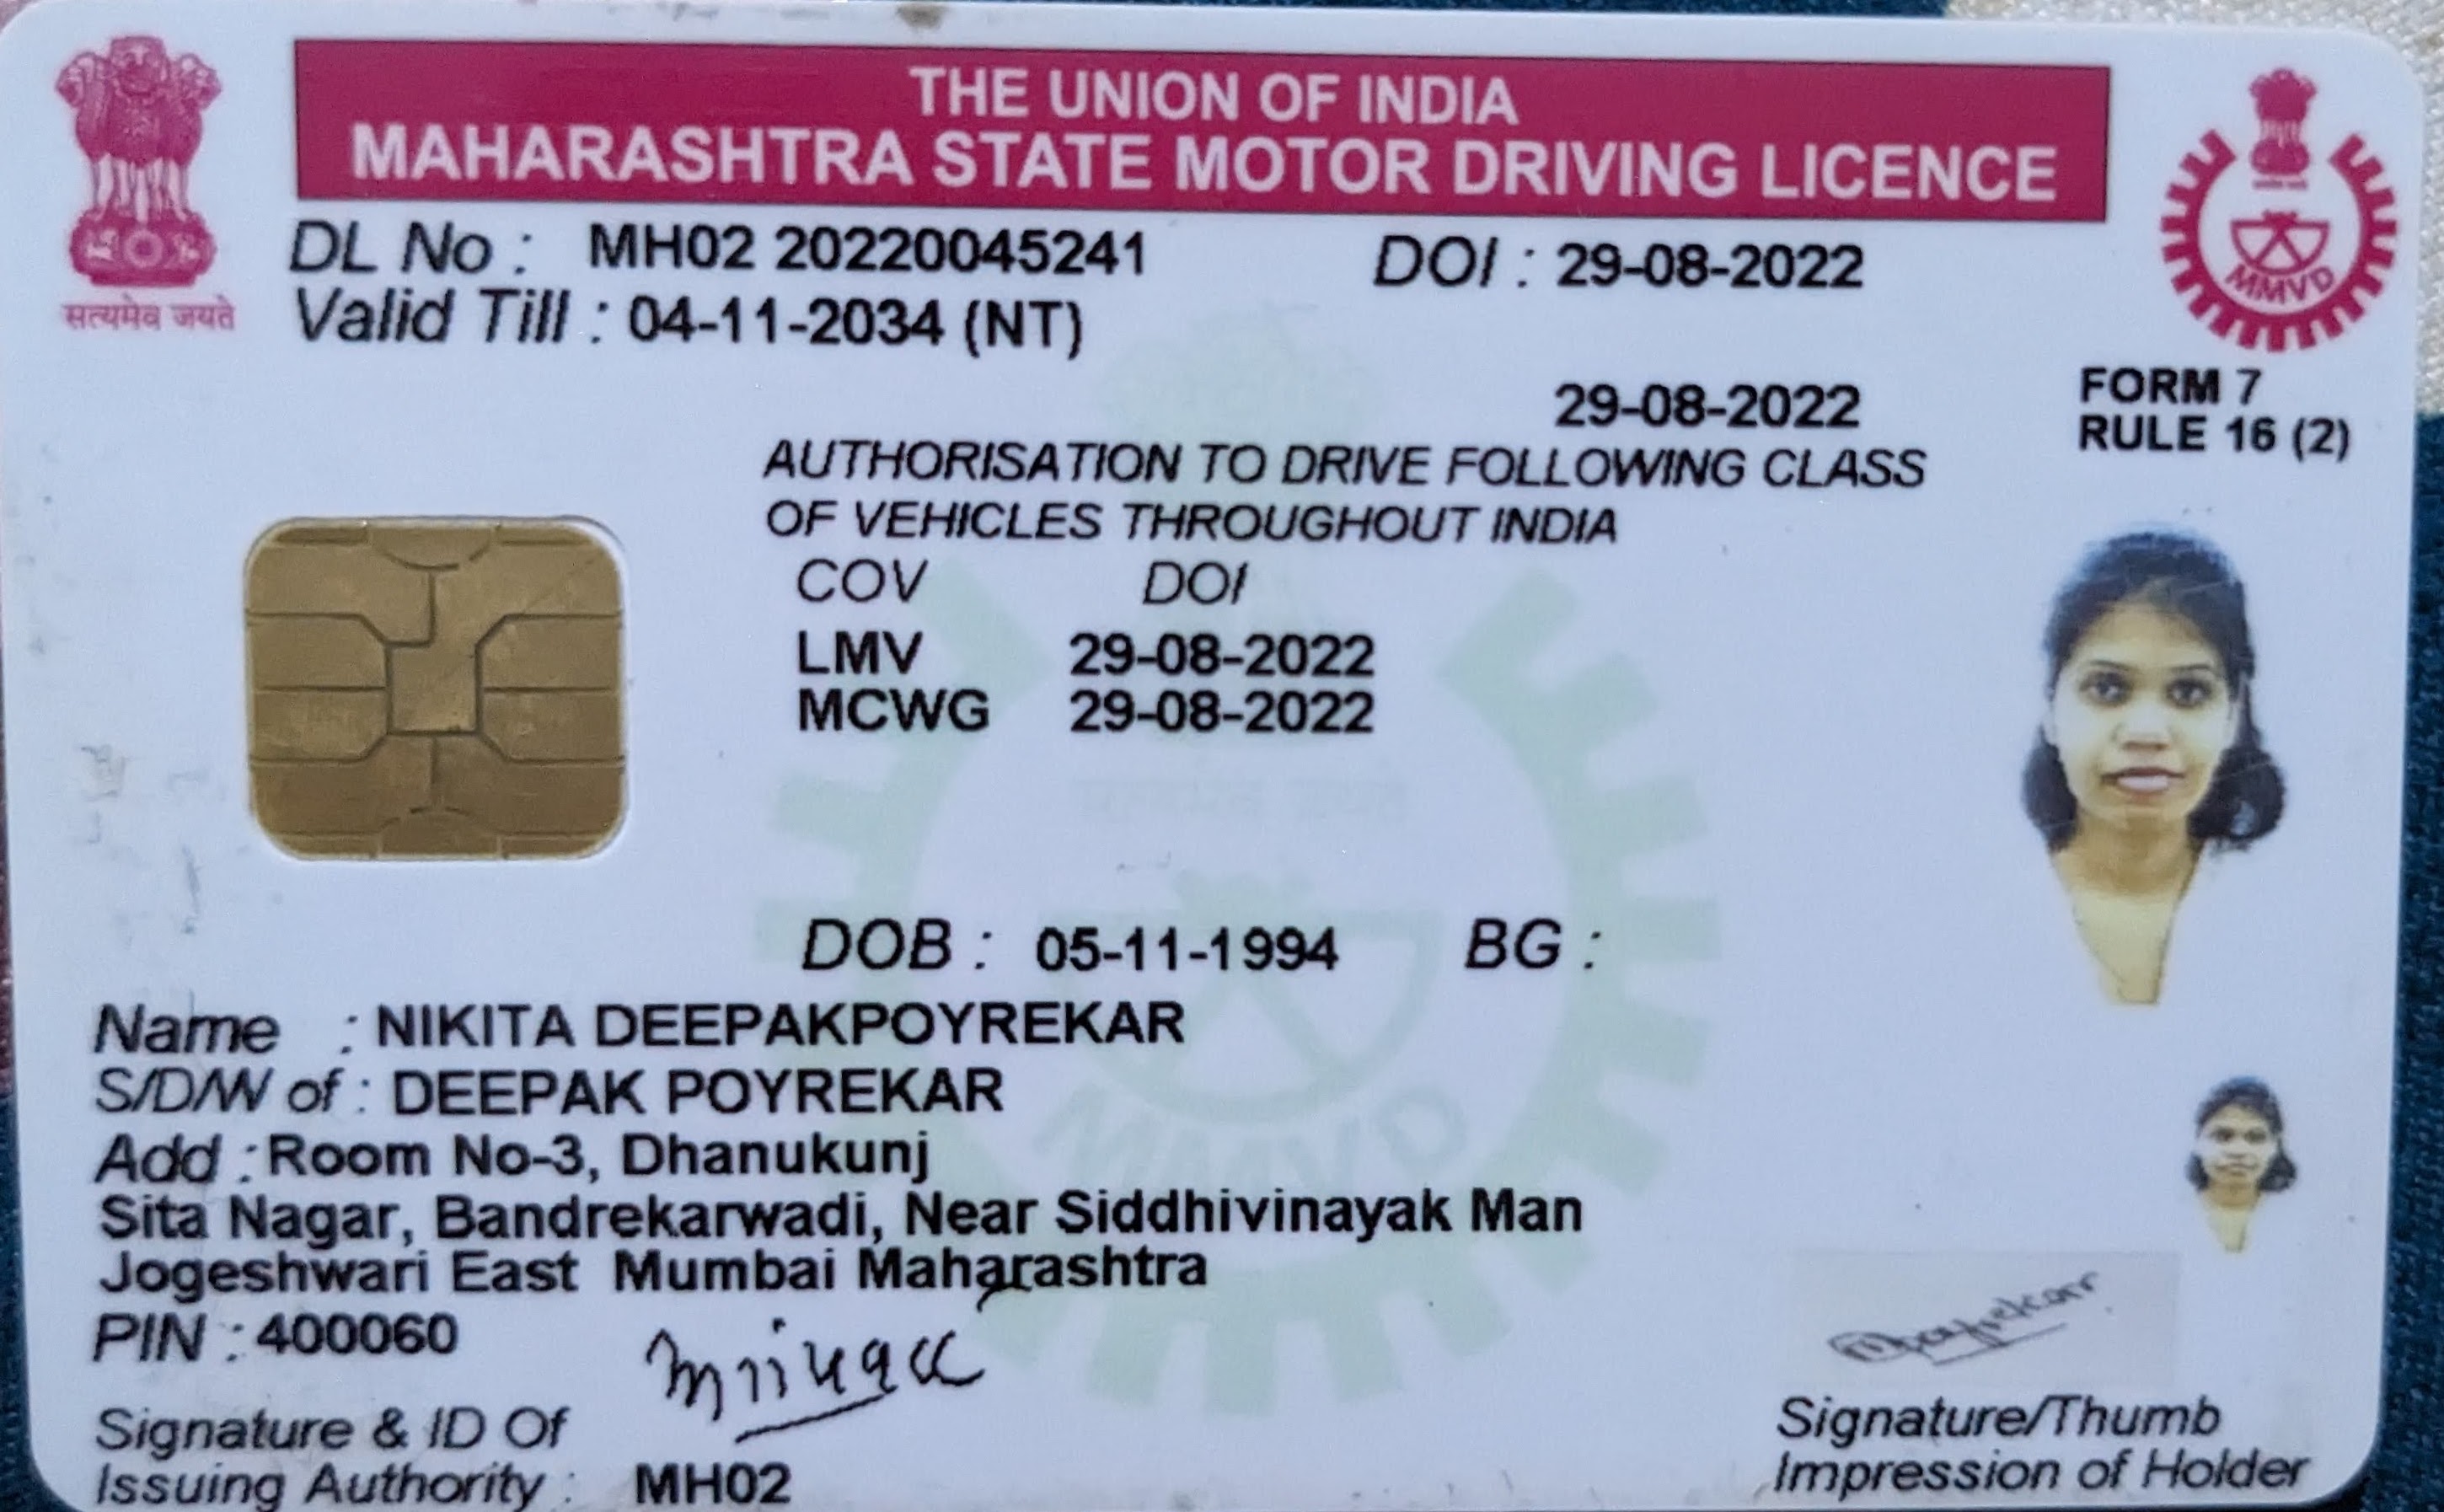 THE UNION OF INDIA
MAHARASHTRA STATE MOTOR DRIVING LICENCE
सत्यमेव जयते
MMVD
DL No : MH02 20220045241 DOI : 29-08-2022
Valid Till : 04-11-2034 (NT)
29-08-2022
FORM 7
RULE 16 (2)
AUTHORISATION TO DRIVE FOLLOWING CLASS
OF VEHICLES THROUGHOUT INDIA
COV DOI
LMV 29-08-2022
MCWG 29-08-2022
DOB : 05-11-1994 BG :
Name : NIKITA DEEPAKPOYREKAR
S/D/W of : DEEPAK POYREKAR
Add : Room No-3, Dhanukunj
Sita Nagar, Bandrekarwadi, Near Siddhivinayak Man
Jogeshwari East Mumbai Maharashtra
PIN : 400060
Signature & ID Of
Issuing Authority : MH02
Signature/Thumb
Impression of Holder